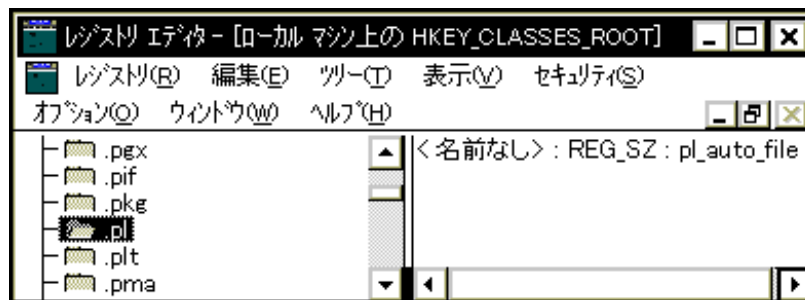 レジストリ エディタ - [ローカル マシン上の HKEY_CLASSES_ROOT]
レジストリ(R) 編集(E) ツリー(T) 表示(V) セキュリティ(S)
オプション(O) ウィンドウ(W) ヘルプ(H)
.pgx
.pif
.pkg
.pl
.plt
.pma
<名前なし> : REG_SZ : pl_auto_file